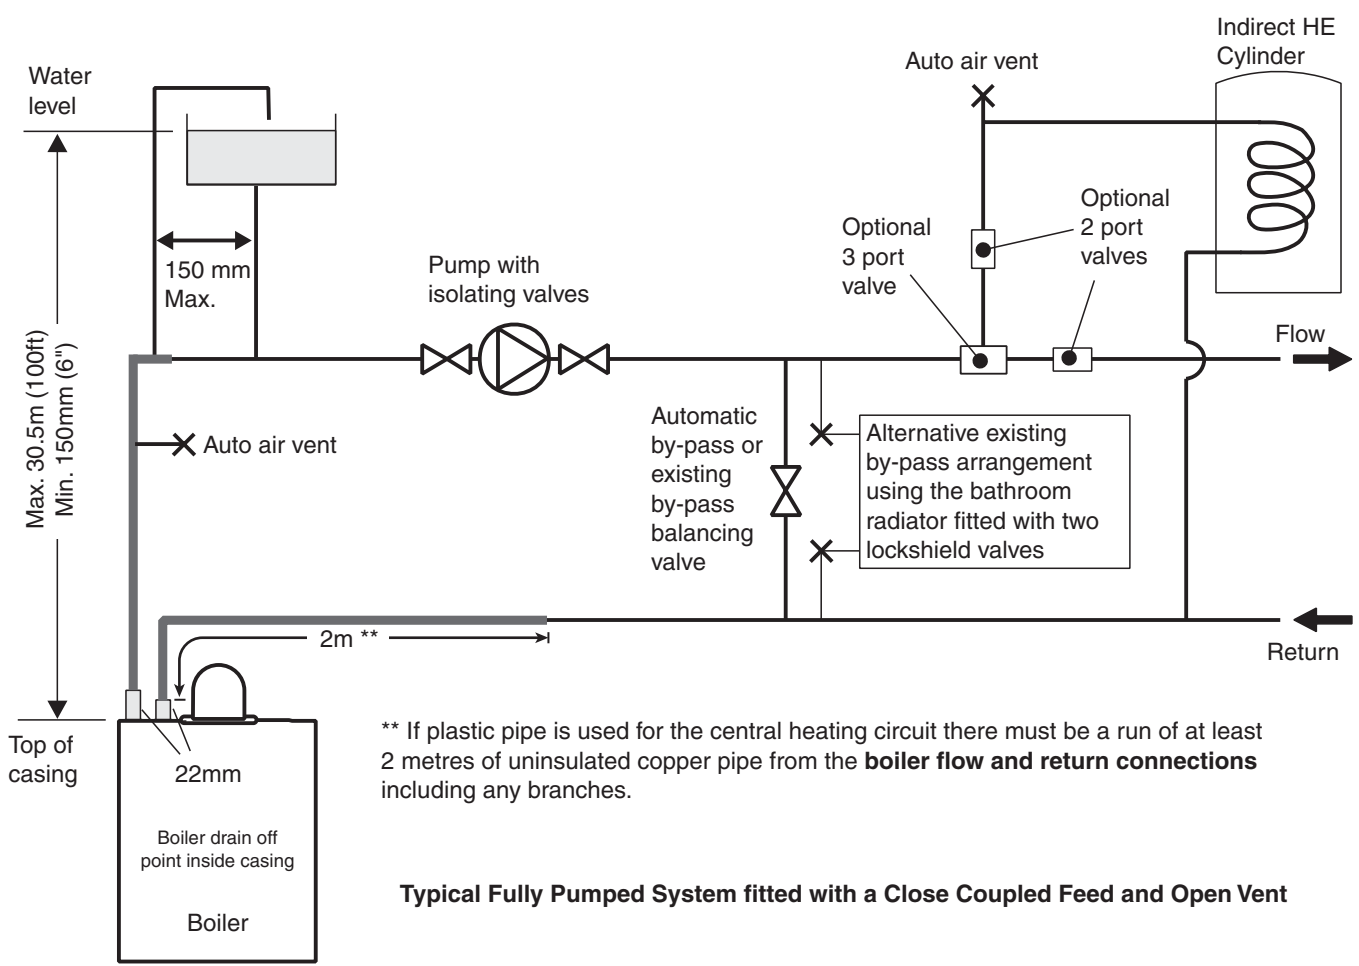 Indirect HE
Cylinder
Auto air vent
Water
level
Optional
2 port
valves
Optional
3 port
valve
150 mm
Max.
Pump with
isolating valves
Flow
Max. 30.5m (100ft)
Min. 150mm (6")
Auto air vent
Automatic
by-pass or
existing
by-pass
balancing
valve
Alternative existing
by-pass arrangement
using the bathroom
radiator fitted with two
lockshield valves
2m **
Return
Top of
casing
22mm
** If plastic pipe is used for the central heating circuit there must be a run of at least
2 metres of uninsulated copper pipe from the boiler flow and return connections
including any branches.
Boiler drain off
point inside casing
Boiler
Typical Fully Pumped System fitted with a Close Coupled Feed and Open Vent